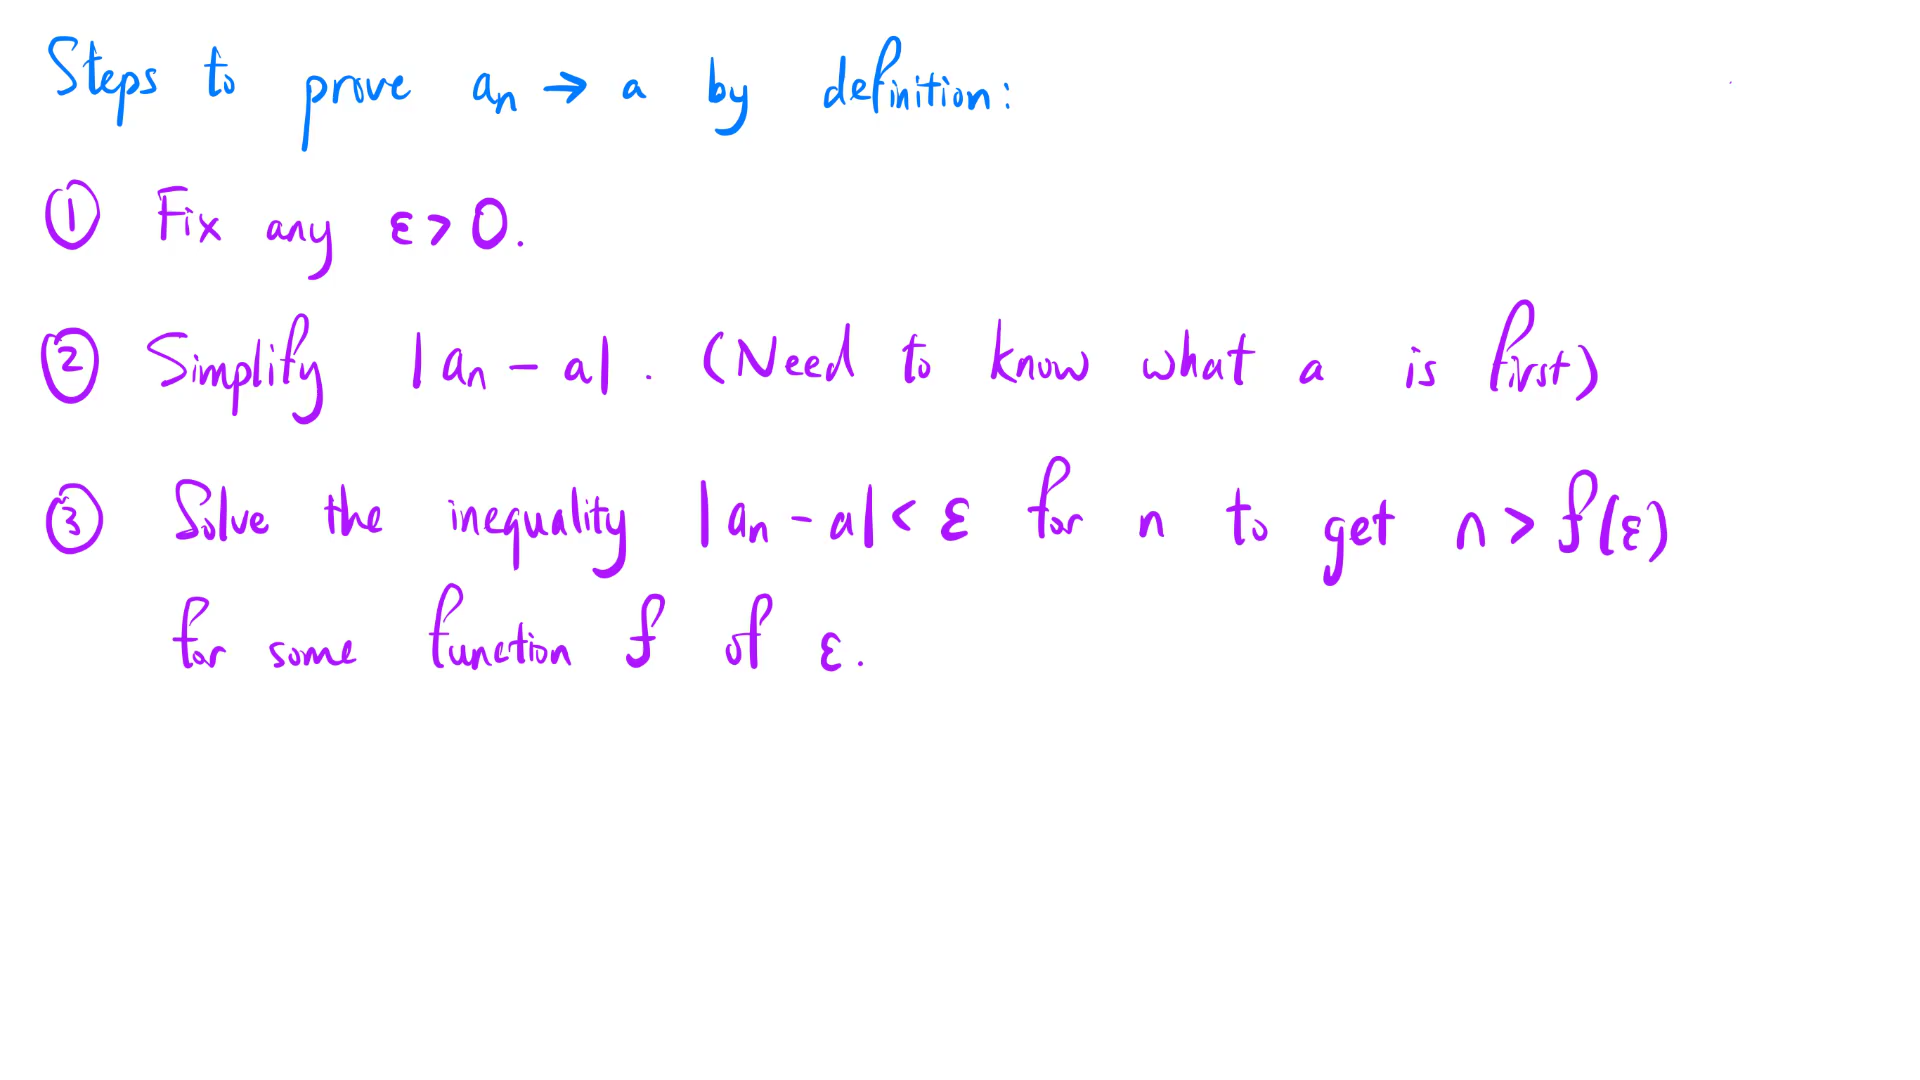 Steps to prove aₙ → a by definition:
① Fix any ε > 0.
② Simplify |aₙ - a|. (Need to know what a is first)
③ Solve the inequality |aₙ - a| < ε for n to get n > f(ε)
for some function f of ε.